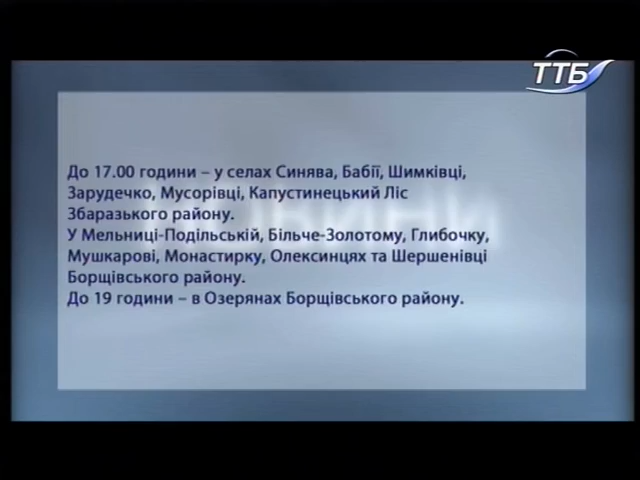 ТТБ
До 17.00 години – у селах Синява, Бабії, Шимківці,
Зарудечко, Мусорівці, Капустинецький Ліс
Збаразького району.
У Мельниці-Подільській, Більче-Золотому, Глибочку,
Мушкарові, Монастирку, Олексинцях та Шершенівці
Борщівського району.
До 19 години – в Озерянах Борщівського району.